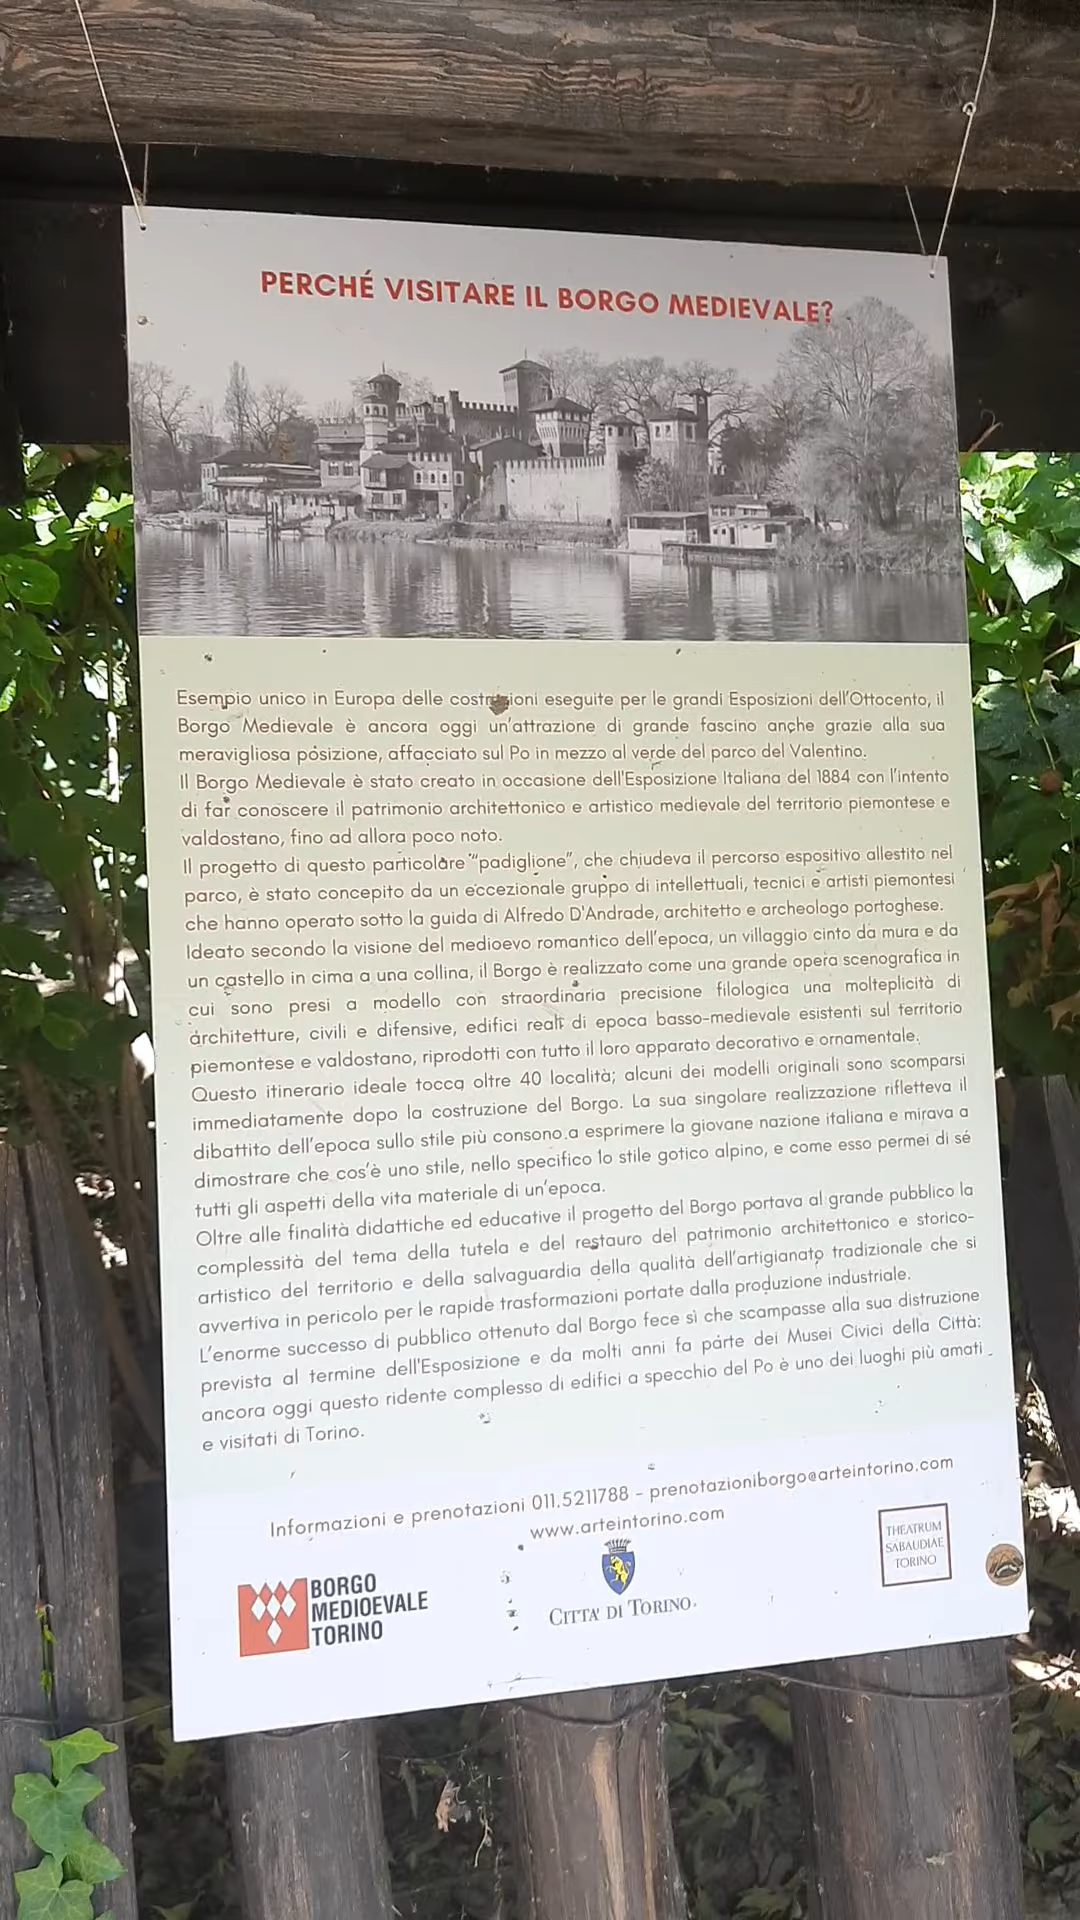 PERCHÉ VISITARE IL BORGO MEDIEVALE?
Esempio unico in Europa delle costruzioni eseguite per le grandi Esposizioni dell'Ottocento, il
Borgo Medievale è ancora oggi un'attrazione di grande fascino anche grazie alla sua
meravigliosa posizione, affacciato sul Po in mezzo al verde del parco del Valentino.
Il Borgo Medievale è stato creato in occasione dell'Esposizione Italiana del 1884 con l'intento
di far conoscere il patrimonio architettonico e artistico medievale del territorio piemontese e
valdostano, fino ad allora poco noto.
Il progetto di questo particolare "padiglione", che chiudeva il percorso espositivo allestito nel
parco, è stato concepito da un eccezionale gruppo di intellettuali, tecnici e artisti piemontesi
che hanno operato sotto la guida di Alfredo D'Andrade, architetto e archeologo portoghese.
Ideato secondo la visione del medioevo romantico dell'epoca, un villaggio cinto da mura e da
un castello in cima a una collina, il Borgo è realizzato come una grande opera scenografica in
cui sono presi a modello con straordinaria precisione filologica una molteplicità di
architetture, civili e difensive, edifici reali di epoca basso-medievale esistenti sul territorio
piemontese e valdostano, riprodotti con tutto il loro apparato decorativo e ornamentale.
Questo itinerario ideale tocca oltre 40 località; alcuni dei modelli originali sono scomparsi
immediatamente dopo la costruzione del Borgo. La sua singolare realizzazione rifletteva il
dibattito dell'epoca sullo stile più consono a esprimere la giovane nazione italiana e mirava a
dimostrare che cos'è uno stile, nello specifico lo stile gotico alpino, e come esso permei di sé
tutti gli aspetti della vita materiale di un'epoca.
Oltre alle finalità didattiche ed educative il progetto del Borgo portava al grande pubblico la
complessità del tema della tutela e del restauro del patrimonio architettonico e storico-
artistico del territorio e della salvaguardia della qualità dell'artigianato tradizionale che si
avvertiva in pericolo per le rapide trasformazioni portate dalla produzione industriale.
L'enorme successo di pubblico ottenuto dal Borgo fece sì che scampasse alla sua distruzione
prevista al termine dell'Esposizione e da molti anni fa parte dei Musei Civici della Città:
ancora oggi questo ridente complesso di edifici a specchio del Po è uno dei luoghi più amati
e visitati di Torino.
Informazioni e prenotazioni 011.5211788 - prenotazioniborgo@arteintorino.com
www.arteintorino.com
BORGO
MEDIOEVALE
TORINO
CITTA' DI TORINO
THEATRUM
SABAUDIAE
TORINO